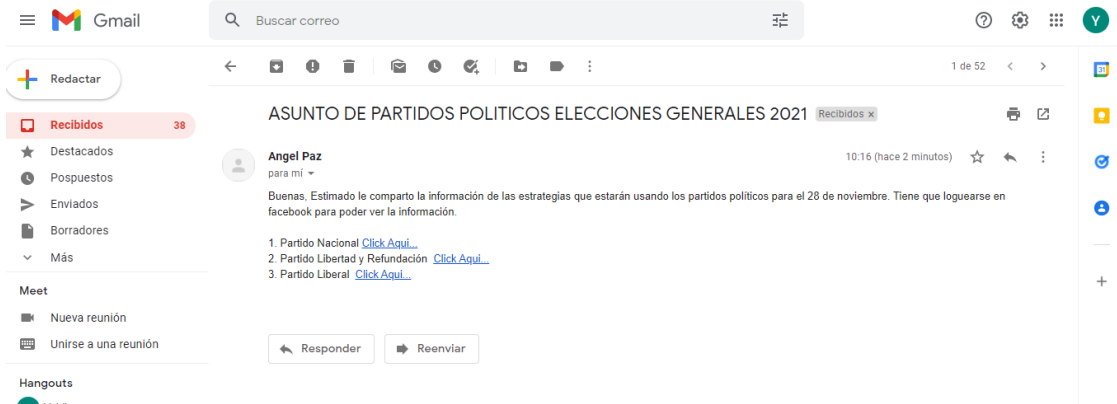 Gmail
Buscar correo
Y
Redactar
1 de 52
31
ASUNTO DE PARTIDOS POLITICOS ELECCIONES GENERALES 2021 Recibidos x
Recibidos 38
Destacados
Pospuestos
Enviados
Borradores
Más
Angel Paz
10:16 (hace 2 minutos)
para mí
Buenas, Estimado le comparto la información de las estrategias que estarán usando los partidos políticos para el 28 de noviembre. Tiene que loguearse en
facebook para poder ver la información.
1. Partido Nacional Click Aqui...
2. Partido Libertad y Refundación Click Aqui...
3. Partido Liberal Click Aqui...
Responder
Reenviar
Meet
Nueva reunión
Unirse a una reunión
Hangouts